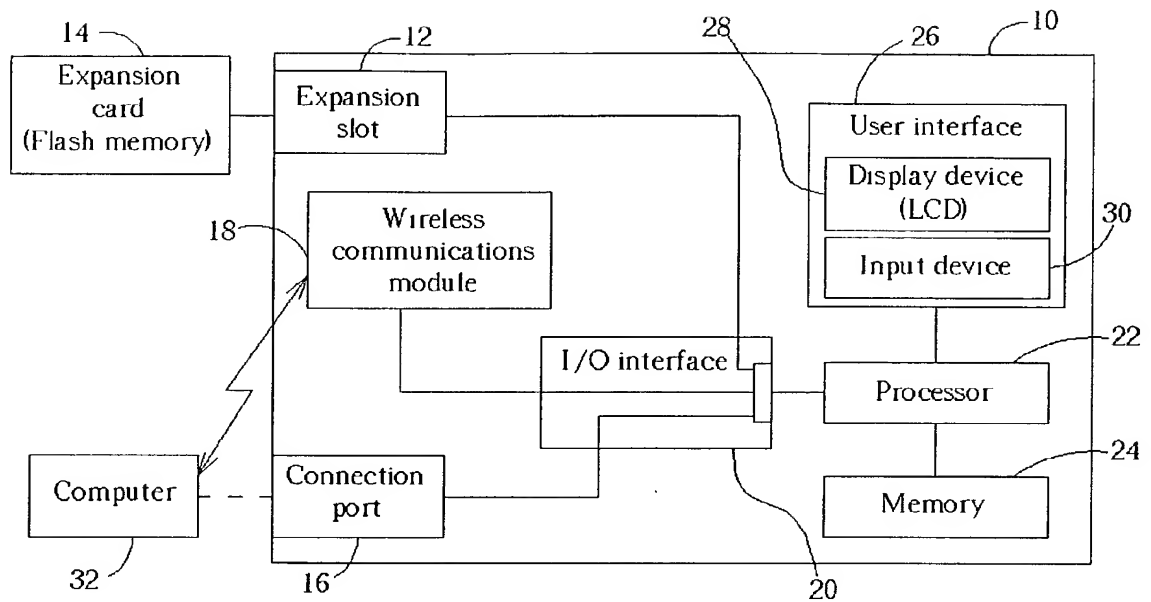 14
Expansion
card
(Flash memory)
12
Expansion
slot
28
26
10
User interface
Display device
(LCD)
30
Input device
18
Wireless
communications
module
I/O interface
22
Processor
24
Memory
Computer
32
Connection
port
16
20